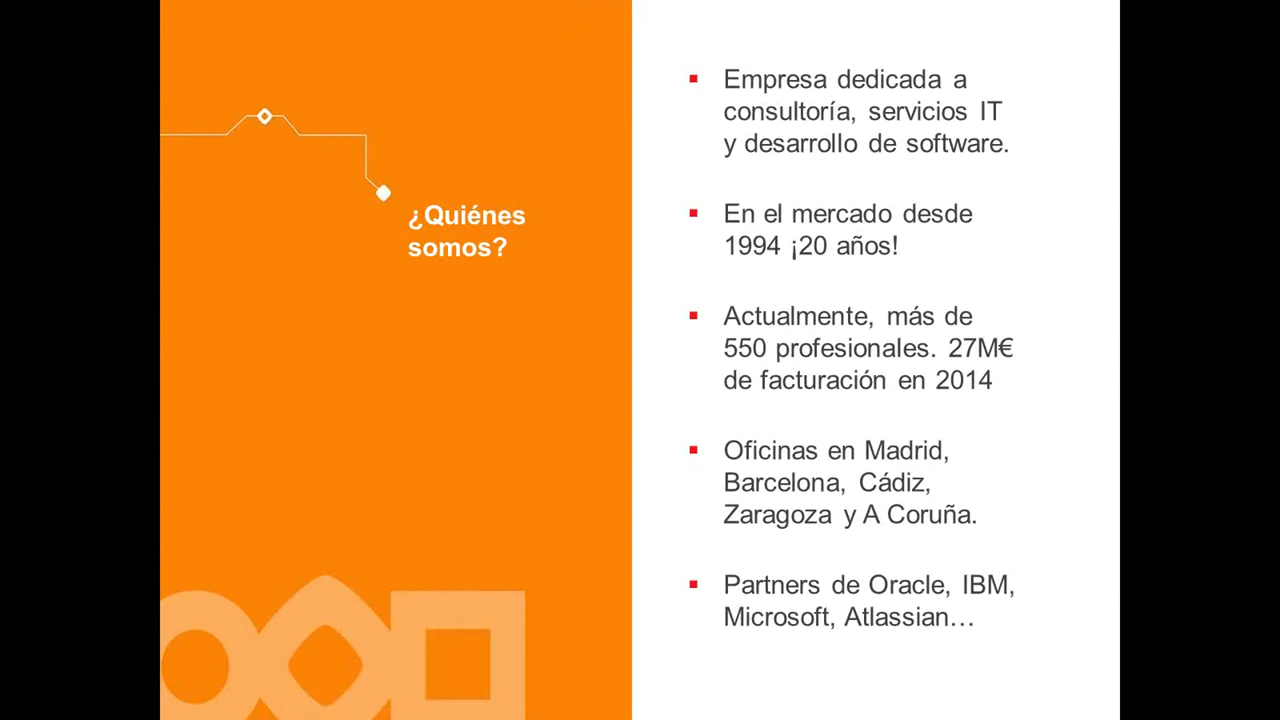 ¿Quiénes
somos?
Empresa dedicada a
consultoría, servicios IT
y desarrollo de software.
En el mercado desde
1994 ¡20 años!
Actualmente, más de
550 profesionales. 27M€
de facturación en 2014
Oficinas en Madrid,
Barcelona, Cádiz,
Zaragoza y A Coruña.
Partners de Oracle, IBM,
Microsoft, Atlassian…